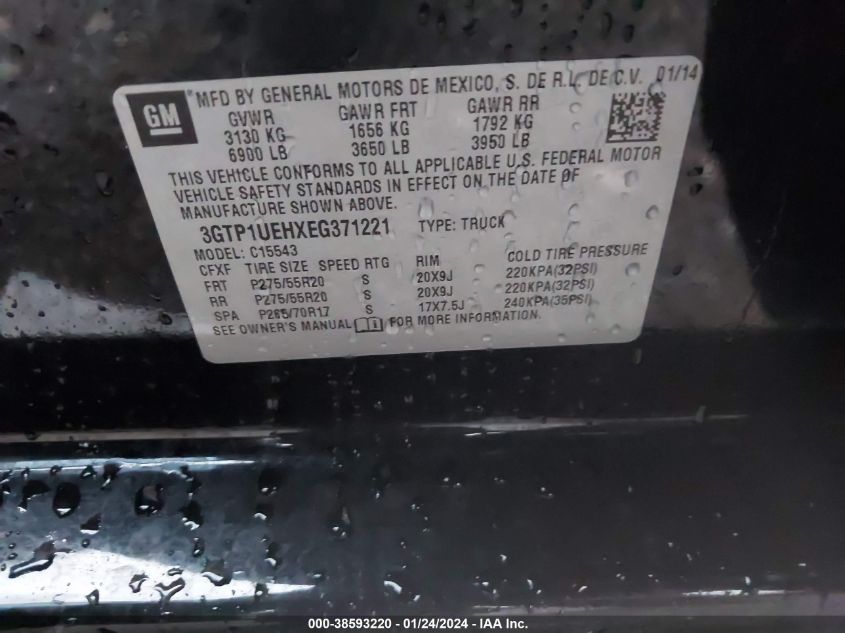 GM
MFD BY GENERAL MOTORS DE MEXICO, S. DE R.L. DE C.V. 01/14
GVWR GAWR FRT GAWR RR
3130 KG 1656 KG 1792 KG
6900 LB 3650 LB 3950 LB
THIS VEHICLE CONFORMS TO ALL APPLICABLE U.S. FEDERAL MOTOR
VEHICLE SAFETY STANDARDS IN EFFECT ON THE DATE OF
MANUFACTURE SHOWN ABOVE.
3GTP1UEHXEG371221 TYPE: TRUCK
MODEL: C15543
CFXF TIRE SIZE SPEED RTG RIM COLD TIRE PRESSURE
FRT P275/55R20 S 20X9J 220KPA(32PSI)
RR P275/55R20 S 20X9J 220KPA(32PSI)
SPA P265/70R17 S 17X7.5J 240KPA(35PSI)
SEE OWNER'S MANUAL FOR MORE INFORMATION.
000-38593220 - 01/24/2024 - IAA Inc.